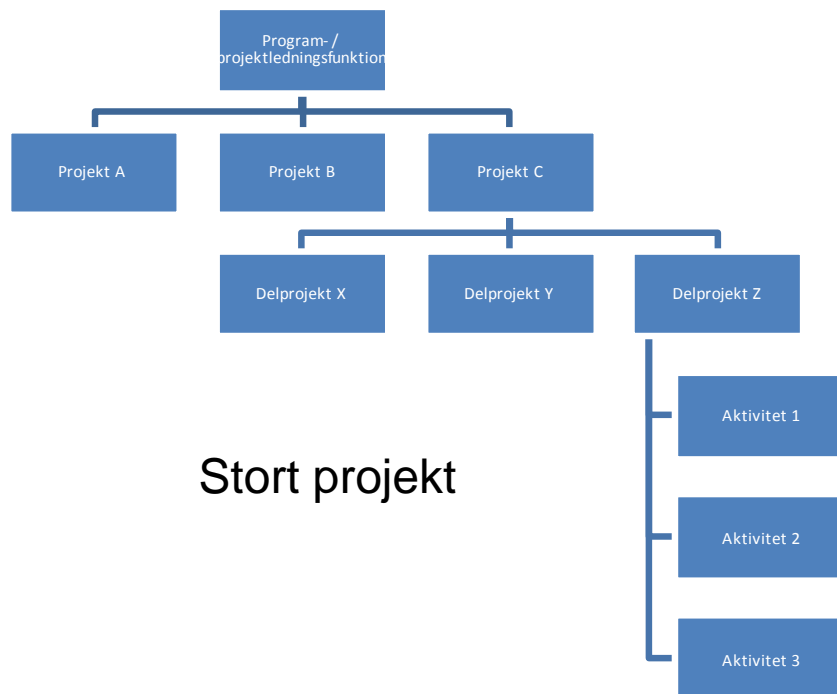 Program- /
projektledningsfunktion
Projekt A
Projekt B
Projekt C
Delprojekt X
Delprojekt Y
Delprojekt Z
Aktivitet 1
Stort projekt
Aktivitet 2
Aktivitet 3